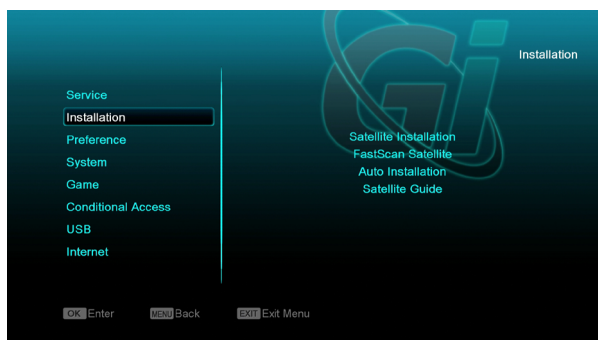 Installation
Service
Installation
Preference
System
Game
Conditional Access
USB
Internet
Satellite Installation
FastScan Satellite
Auto Installation
Satellite Guide
OK Enter MENU Back EXIT Exit Menu